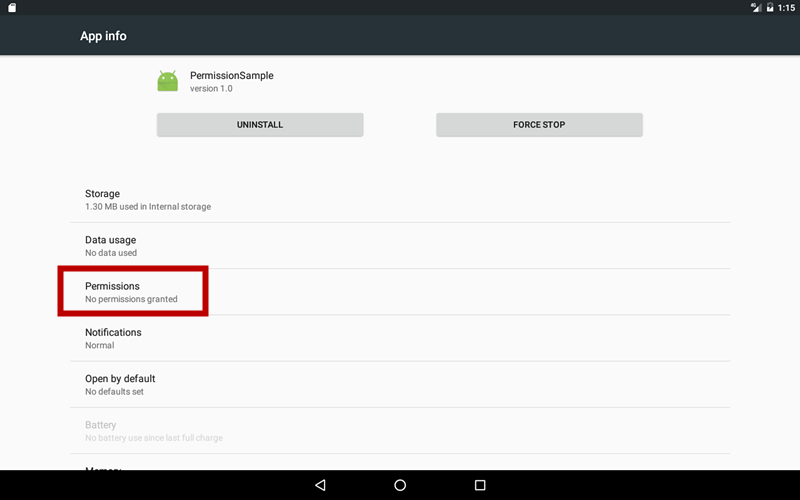 4G 1:15
App info
PermissionSample
version 1.0
UNINSTALL FORCE STOP
Storage
1.30 MB used in Internal storage
Data usage
No data used
Permissions
No permissions granted
Notifications
Normal
Open by default
No defaults set
Battery
No battery use since last full charge
Memory